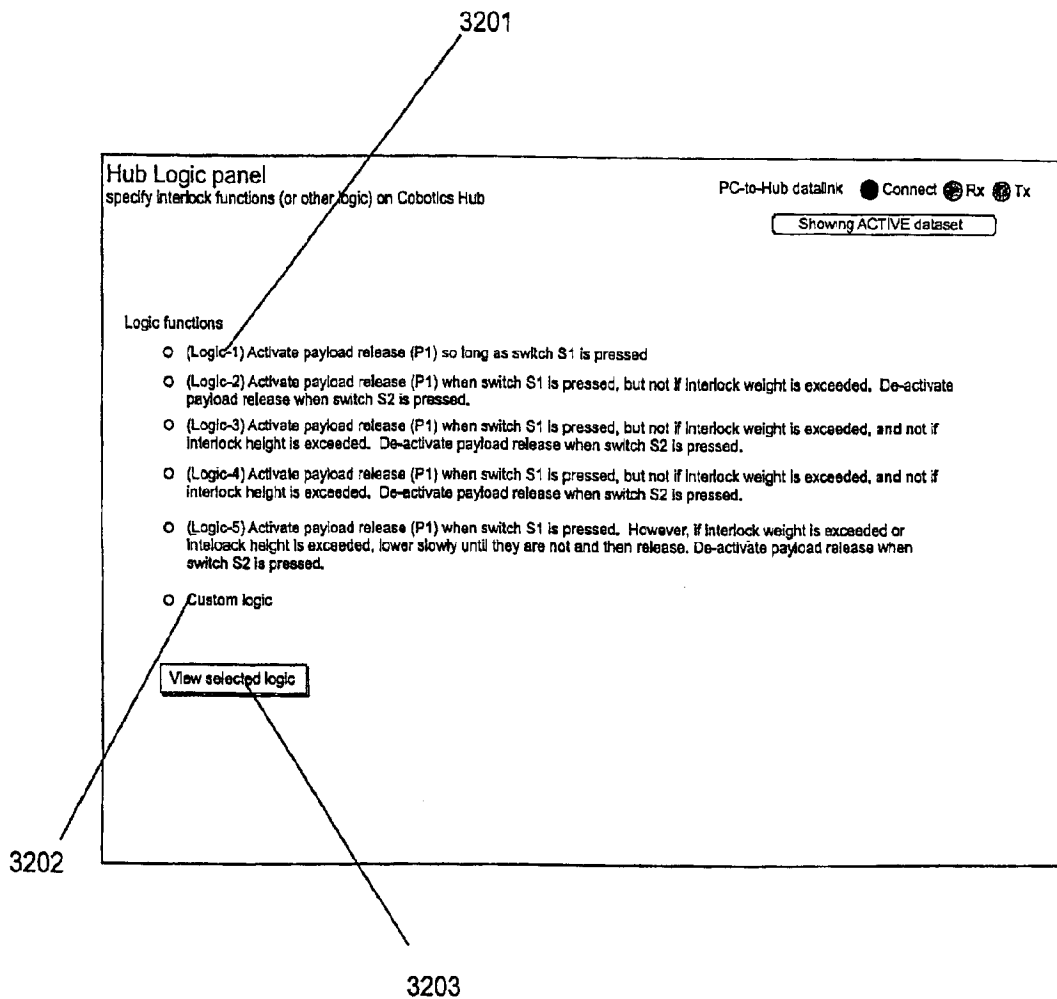 3201
Hub Logic panel
specify interlock functions (or other logic) on Cobotics Hub
PC-to-Hub datalink Connect Rx Tx
Showing ACTIVE dataset
Logic functions
(Logic-1) Activate payload release (P1) so long as switch S1 is pressed
(Logic-2) Activate payload release (P1) when switch S1 is pressed, but not if interlock weight is exceeded. De-activate
payload release when switch S2 is pressed.
(Logic-3) Activate payload release (P1) when switch S1 is pressed, but not if interlock weight is exceeded, and not if
interlock height is exceeded. De-activate payload release when switch S2 is pressed.
(Logic-4) Activate payload release (P1) when switch S1 is pressed, but not if interlock weight is exceeded, and not if
interlock height is exceeded. De-activate payload release when switch S2 is pressed.
(Logic-5) Activate payload release (P1) when switch S1 is pressed. However, if interlock weight is exceeded or
inteloack height is exceeded, lower slowly until they are not and then release. De-activate payload release when
switch S2 is pressed.
Custom logic
View selected logic
3202
3203